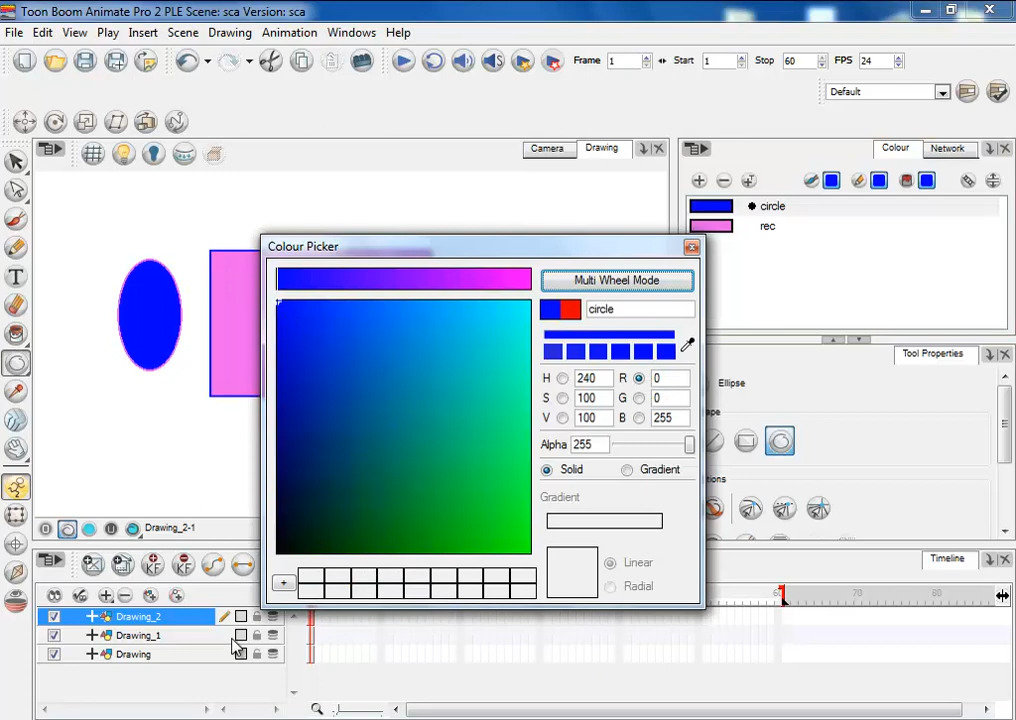 Toon Boom Animate Pro 2 PLE Scene: sca Version: sca
File Edit View Play Insert Scene Drawing Animation Windows Help
Frame 1 Start 1 Stop 60 FPS 24
Default
Camera Drawing
Colour Network
circle
rec
Colour Picker
Multi Wheel Mode
circle
H 240 R 0
S 100 G 0
V 100 B 255
Alpha 255
Solid Gradient
Gradient
Linear
Radial
Tool Properties
Ellipse
Drawing_2-1
Timeline
70 80
Drawing_2
Drawing_1
Drawing